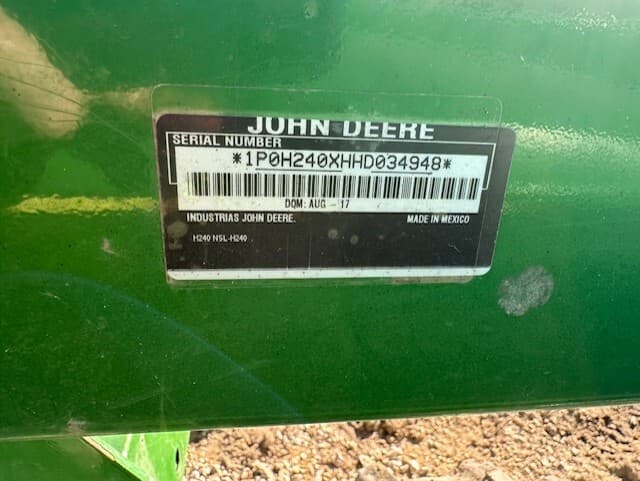 JOHN DEERE
SERIAL NUMBER
*1P0H240XHHD034948*
DOM: AUG - 17
INDUSTRIAS JOHN DEERE. MADE IN MEXICO
H240 NSL-H240